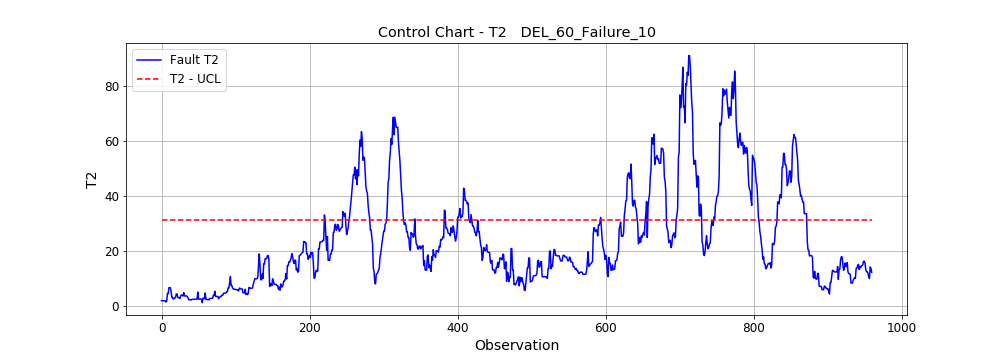 Control Chart - T2   DEL_60_Failure_10
Fault T2
T2 - UCL
80
60
40
20
0
T2
0 200 400 600 800 1000
Observation